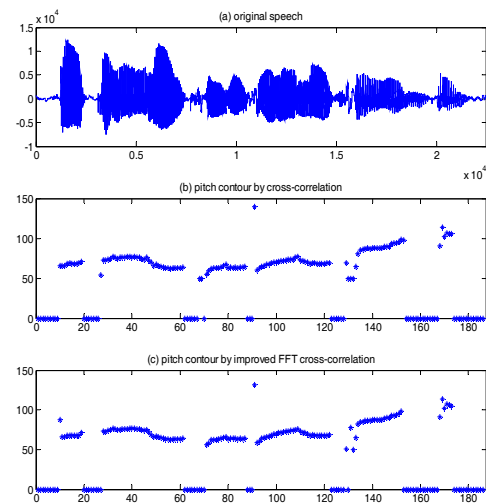 (a) original speech
x 10^4
1.5
1
0.5
0
-0.5
-1
0 0.5 1 1.5 2
x 10^4
(b) pitch contour by cross-correlation
150
100
50
0
0 20 40 60 80 100 120 140 160 180
(c) pitch contour by improved FFT cross-correlation
150
100
50
0
0 20 40 60 80 100 120 140 160 180